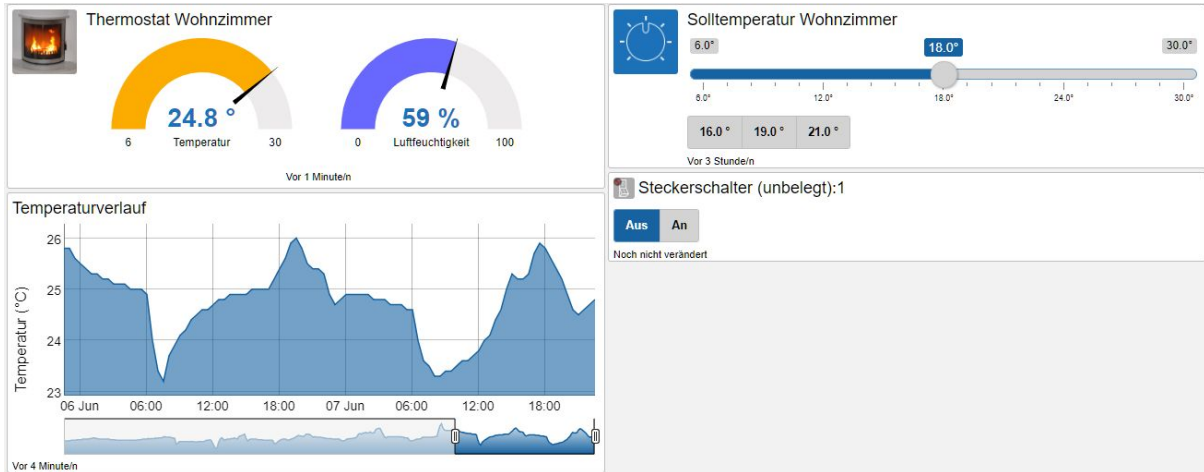 Thermostat Wohnzimmer
24.8 °
6 Temperatur 30
59 %
0 Luftfeuchtigkeit 100
Vor 1 Minute/n
Temperaturverlauf
Temperatur (°C)
26
25
24
23
06 Jun 06:00 12:00 18:00 07 Jun 06:00 12:00 18:00
Vor 4 Minute/n
Solltemperatur Wohnzimmer
6.0° 18.0° 30.0°
6.0° 12.0° 18.0° 24.0° 30.0°
16.0 ° 19.0 ° 21.0 °
Vor 3 Stunde/n
Steckerschalter (unbelegt):1
Aus An
Noch nicht verändert